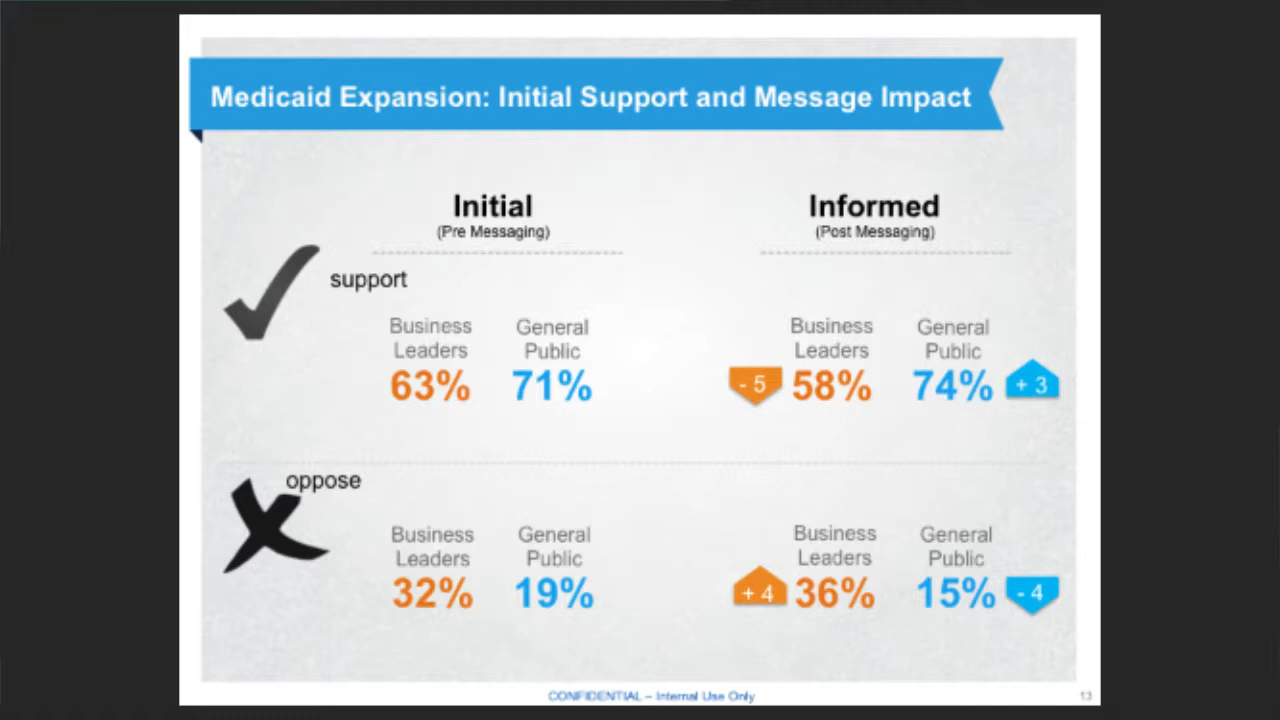 Medicaid Expansion: Initial Support and Message Impact
Initial
(Pre Messaging)
Informed
(Post Messaging)
support
Business Leaders
63%
General Public
71%
- 5
Business Leaders
58%
General Public
74%
+ 3
oppose
Business Leaders
32%
General Public
19%
+ 4
Business Leaders
36%
General Public
15%
- 4
CONFIDENTIAL – Internal Use Only
13